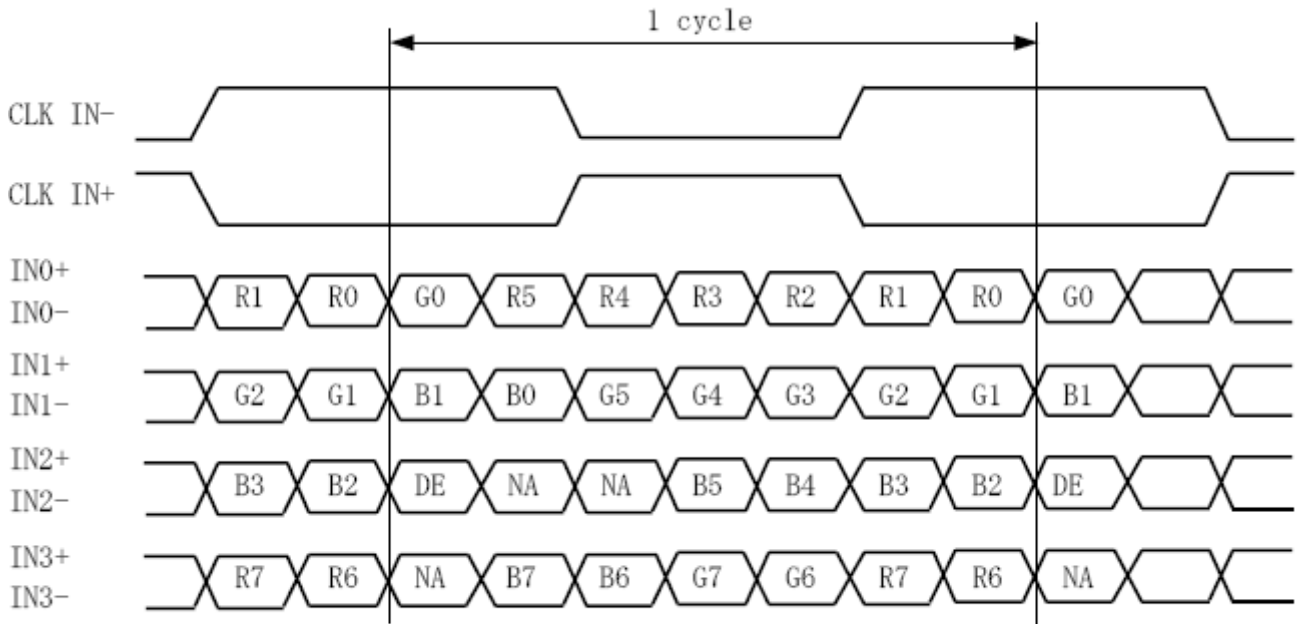 1 cycle
CLK IN-
CLK IN+
IN0+
R1 R0 G0 R5 R4 R3 R2 R1 R0 G0
IN0-
IN1+
G2 G1 B1 B0 G5 G4 G3 G2 G1 B1
IN1-
IN2+
B3 B2 DE NA NA B5 B4 B3 B2 DE
IN2-
IN3+
R7 R6 NA B7 B6 G7 G6 R7 R6 NA
IN3-